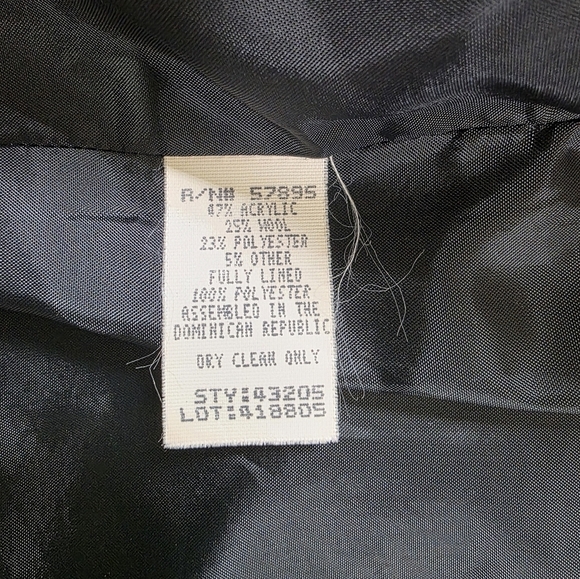 R/N# 57895
47% ACRYLIC
25% WOOL
23% POLYESTER
5% OTHER
FULLY LINED
100% POLYESTER
ASSEMBLED IN THE
DOMINICAN REPUBLIC
DRY CLEAN ONLY
STY:43205
LOT:418805